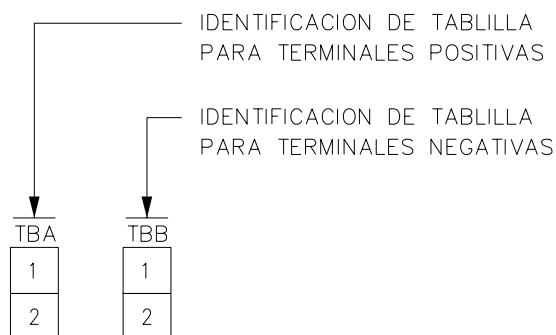 IDENTIFICACION DE TABLILLA
PARA TERMINALES POSITIVAS
IDENTIFICACION DE TABLILLA
PARA TERMINALES NEGATIVAS
TBA TBB
1 1
2 2